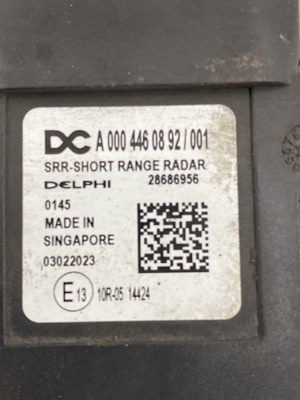 DC A 000 446 08 92/001
SRR-SHORT RANGE RADAR
DELPHI 28686956
0145
MADE IN
SINGAPORE
03022023
E13 10R-05 14424